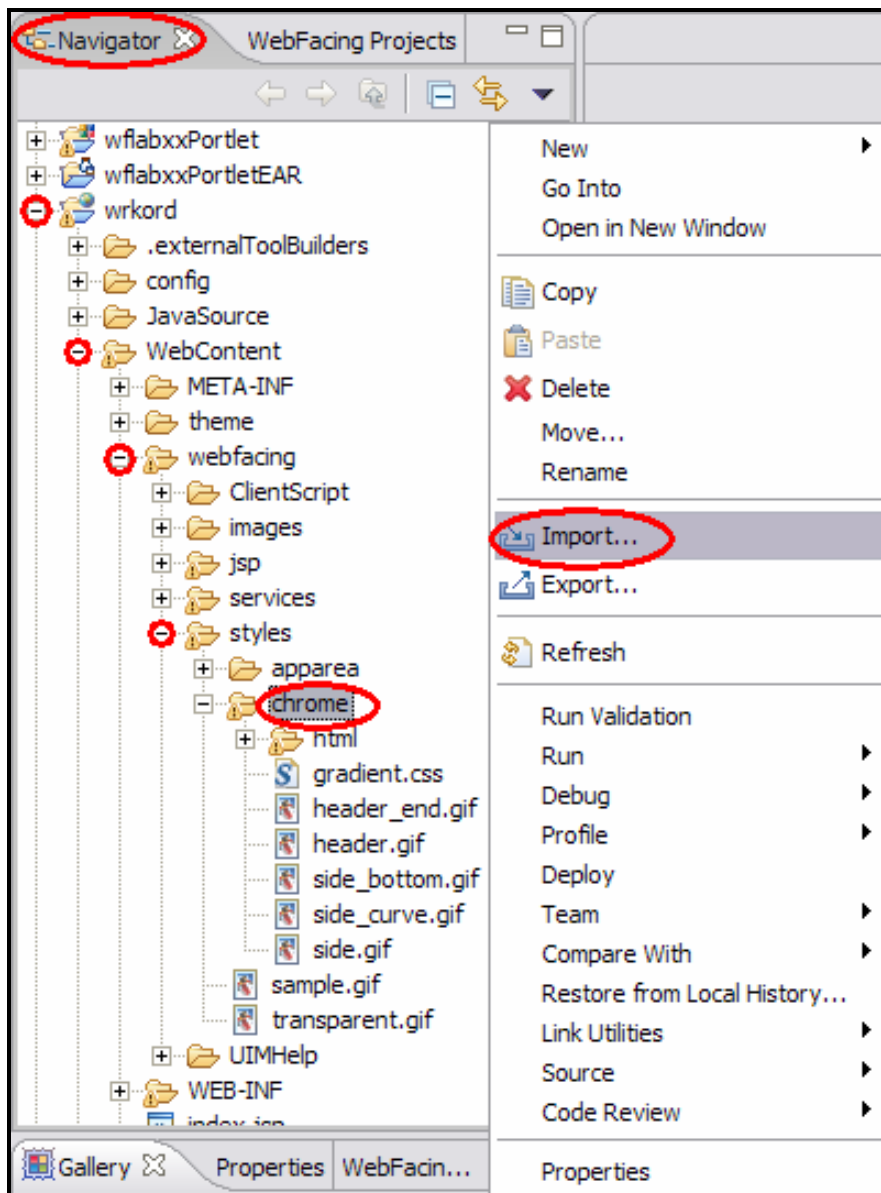 Navigator
WebFacing Projects
wflabxxPortlet
wflabxxPortletEAR
wrkord
.externalToolBuilders
config
JavaSource
WebContent
META-INF
theme
webfacing
ClientScript
images
jsp
services
styles
apparea
chrome
html
gradient.css
header_end.gif
header.gif
side_bottom.gif
side_curve.gif
side.gif
sample.gif
transparent.gif
UIMHelp
WEB-INF
index.jsp
New
Go Into
Open in New Window
Copy
Paste
Delete
Move...
Rename
Import...
Export...
Refresh
Run Validation
Run
Debug
Profile
Deploy
Team
Compare With
Restore from Local History...
Link Utilities
Source
Code Review
Properties
Gallery
Properties
WebFacin...